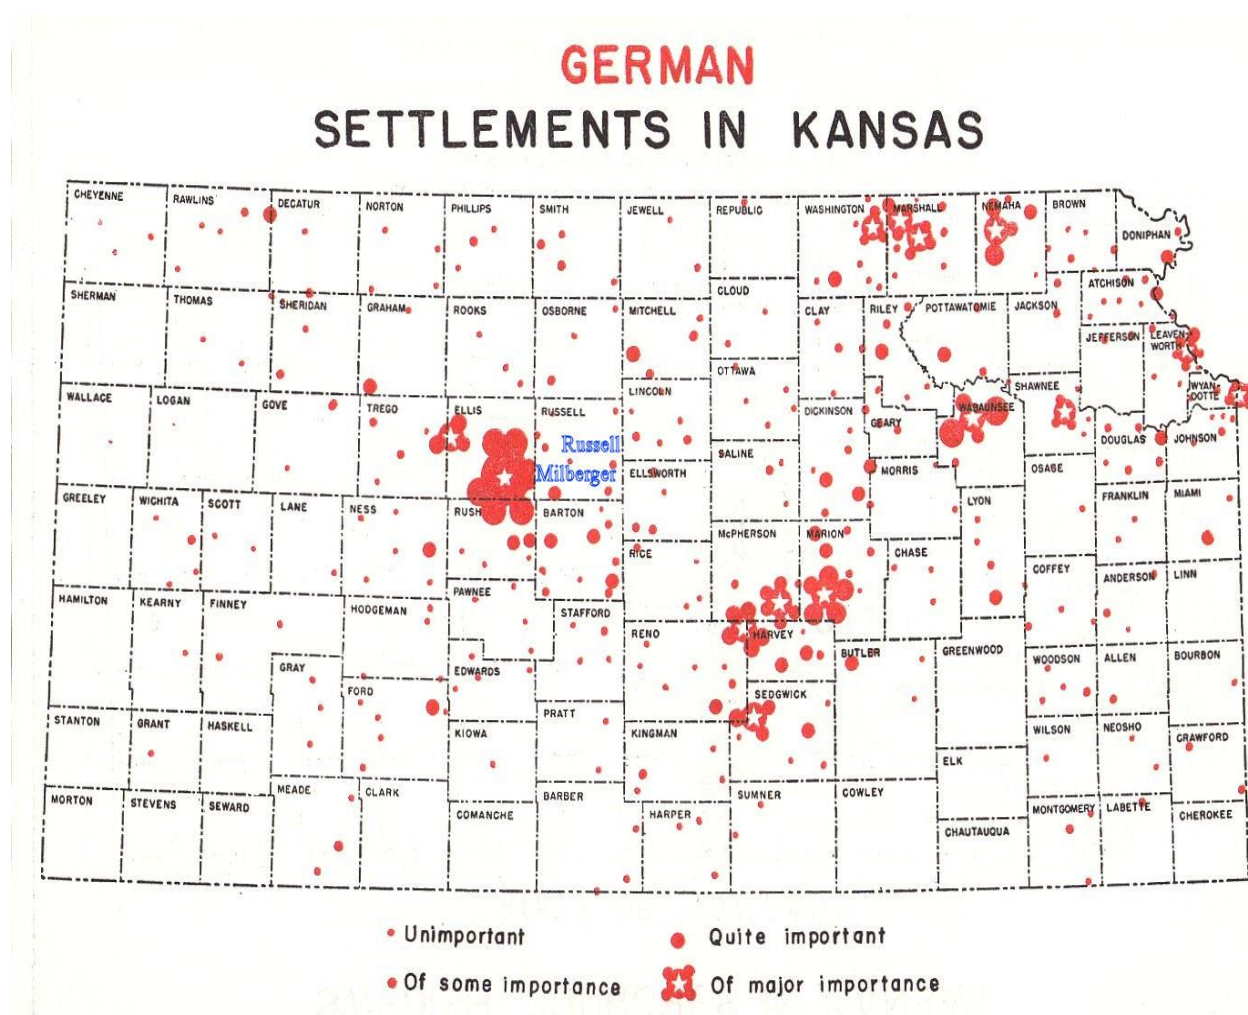 GERMAN
SETTLEMENTS IN KANSAS
CHEYENNE
RAWLINS
DECATUR
NORTON
PHILLIPS
SMITH
JEWELL
REPUBLIC
WASHINGTON
MARSHALL
NEMAHA
BROWN
DONIPHAN
ATCHISON
SHERMAN
THOMAS
SHERIDAN
GRAHAM
ROOKS
OSBORNE
MITCHELL
CLOUD
CLAY
RILEY
POTTAWATOMIE
JACKSON
JEFFERSON
LEAVEN-
WORTH
WYAN-
DOTTE
WALLACE
LOGAN
GOVE
TREGO
ELLIS
RUSSELL
LINCOLN
OTTAWA
DICKINSON
GEARY
WABAUNSEE
SHAWNEE
DOUGLAS
JOHNSON
Russell
Milberger
ELLSWORTH
SALINE
MORRIS
OSAGE
GREELEY
WICHITA
SCOTT
LANE
NESS
RUSH
BARTON
RICE
McPHERSON
MARION
CHASE
LYON
FRANKLIN
MIAMI
COFFEY
ANDERSON
LINN
HAMILTON
KEARNY
FINNEY
HODGEMAN
PAWNEE
STAFFORD
RENO
HARVEY
BUTLER
GREENWOOD
WOODSON
ALLEN
BOURBON
GRAY
FORD
EDWARDS
SEDGWICK
STANTON
GRANT
HASKELL
KIOWA
PRATT
KINGMAN
ELK
WILSON
NEOSHO
CRAWFORD
MORTON
STEVENS
SEWARD
MEADE
CLARK
COMANCHE
BARBER
HARPER
SUMNER
COWLEY
CHAUTAUQUA
MONTGOMERY
LABETTE
CHEROKEE
Unimportant
Quite important
Of some importance
Of major importance